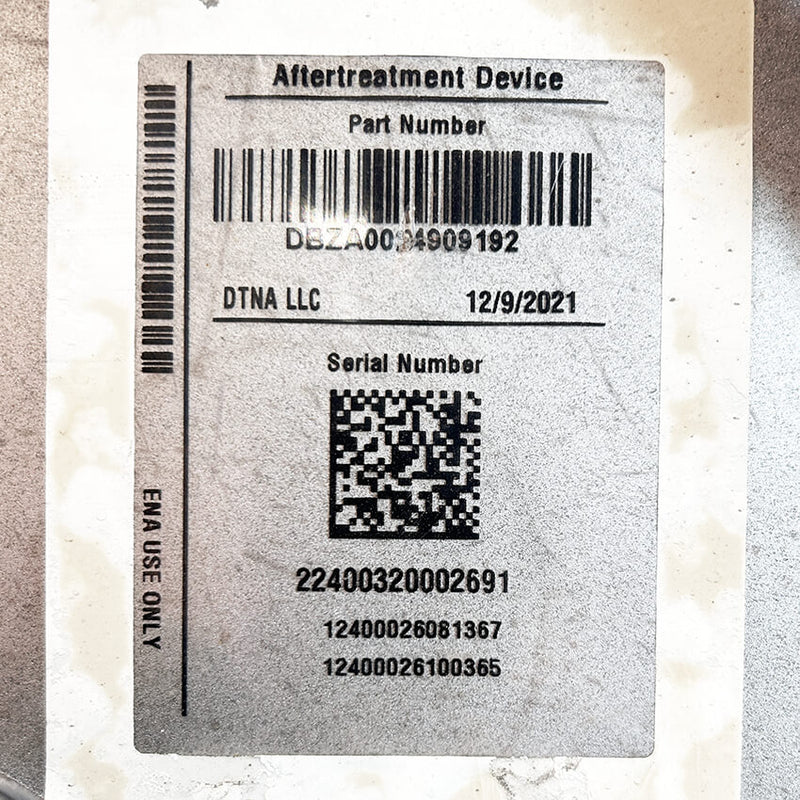 Aftertreatment Device
Part Number
DTNA LLC 12/9/2021
Serial Number
22400320002691
12400026081367
12400026100365
ENA USE ONLY